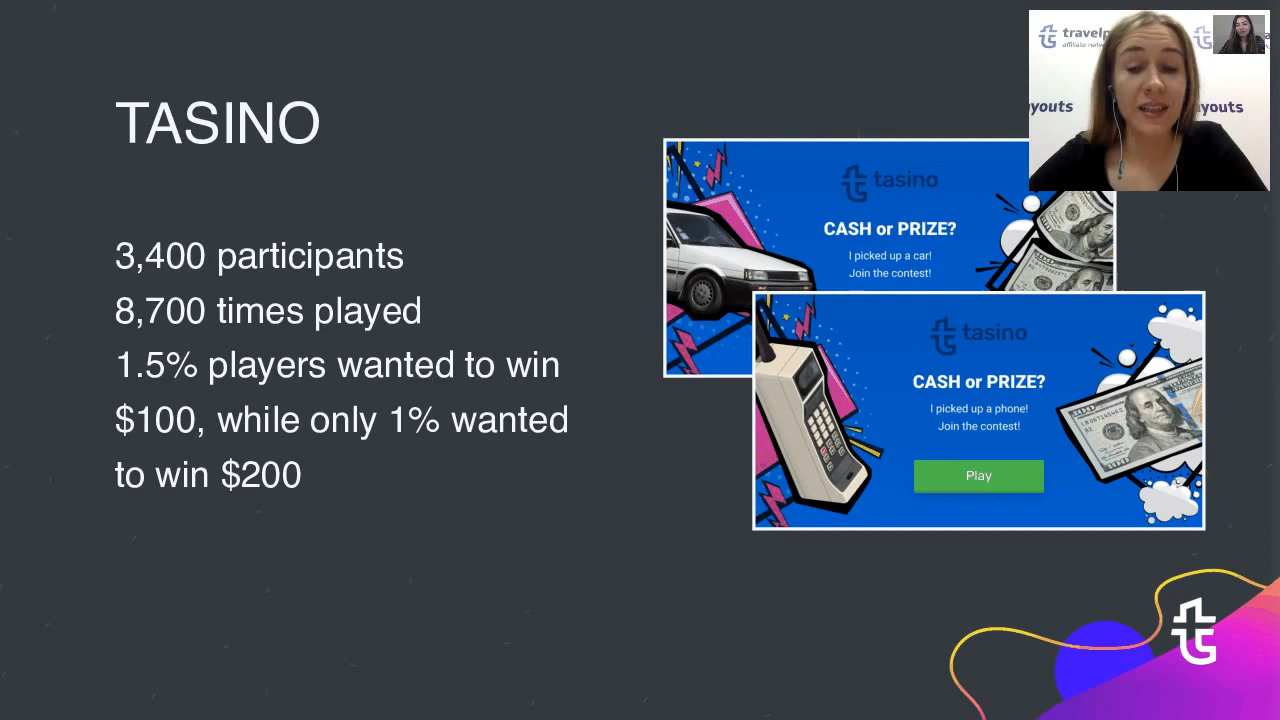 TASINO
3,400 participants
8,700 times played
1.5% players wanted to win
$100, while only 1% wanted
to win $200
tasino
CASH or PRIZE?
I picked up a car!
Join the contest!
tasino
CASH or PRIZE?
I picked up a phone!
Join the contest!
Play
travelp
affiliate netw
youts
youts